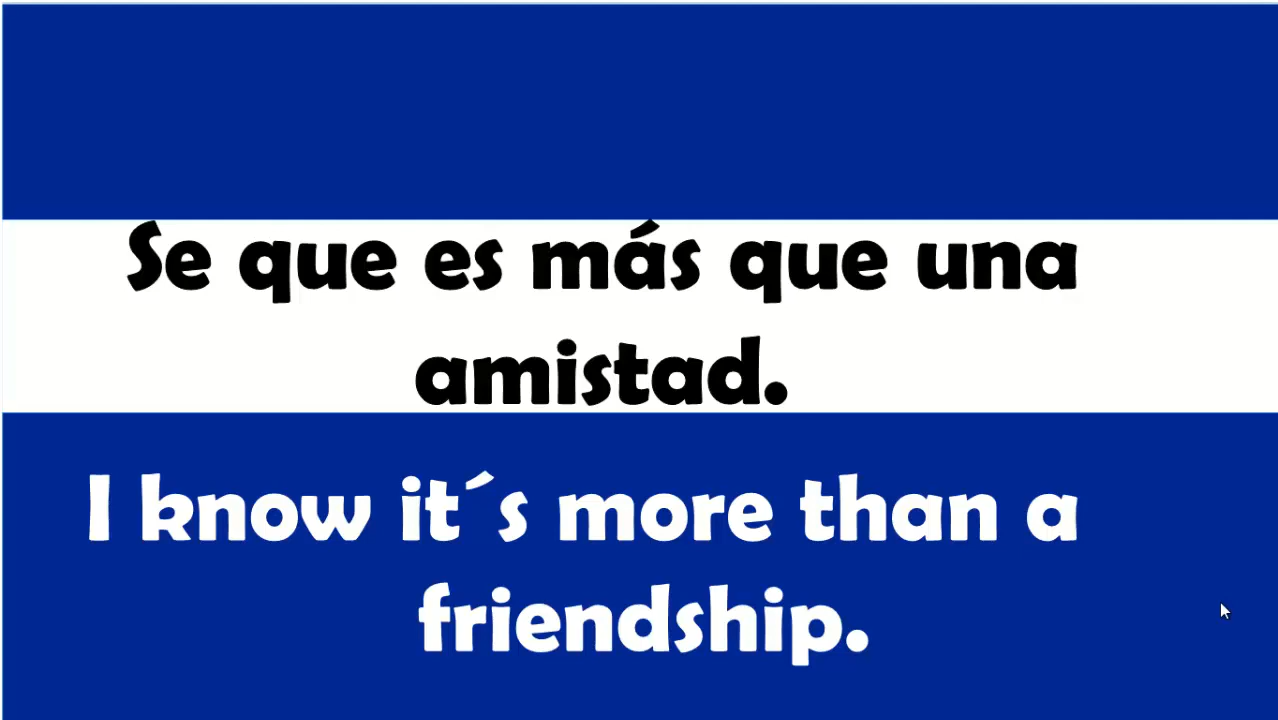 Se que es más que una
amistad.
I know it´s more than a
friendship.